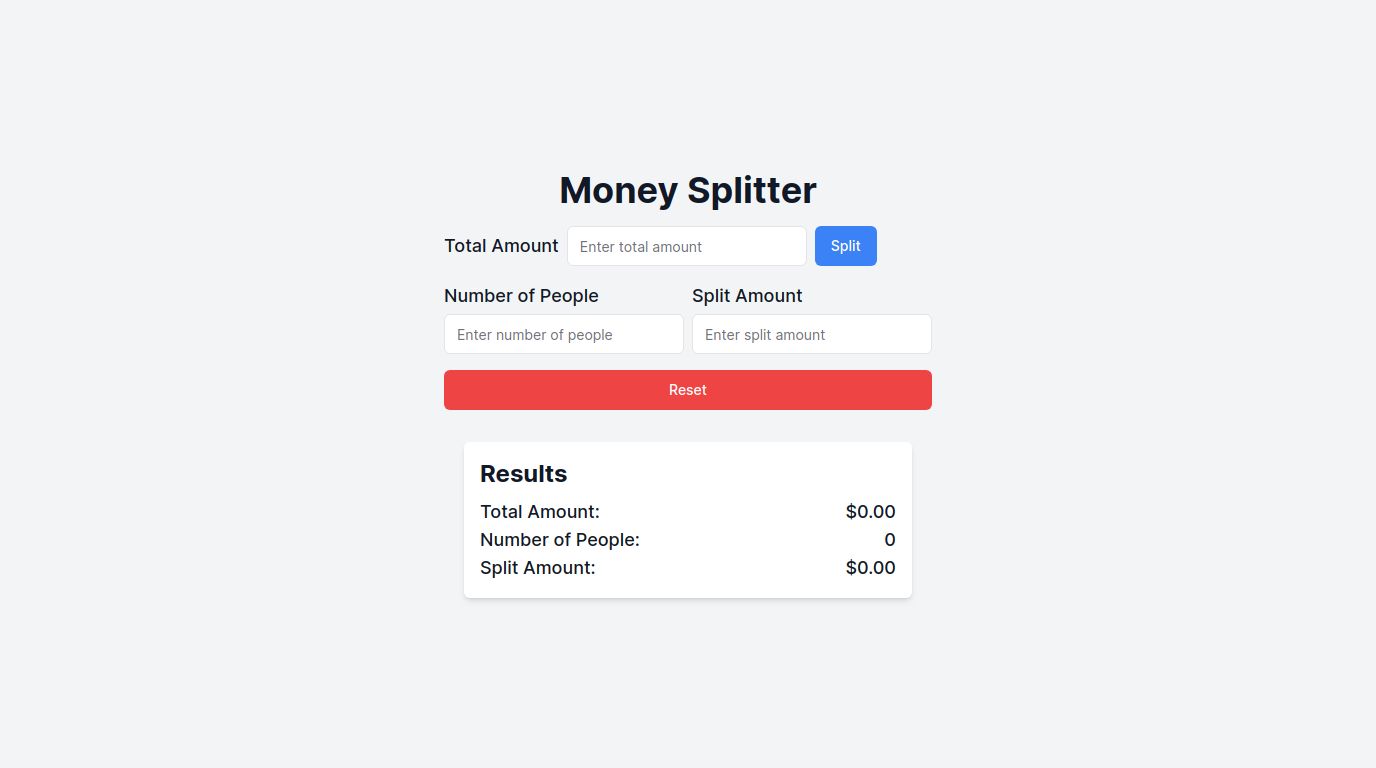 Money Splitter
Total Amount Enter total amount Split
Number of People Split Amount
Enter number of people Enter split amount
Reset
Results
Total Amount: $0.00
Number of People: 0
Split Amount: $0.00